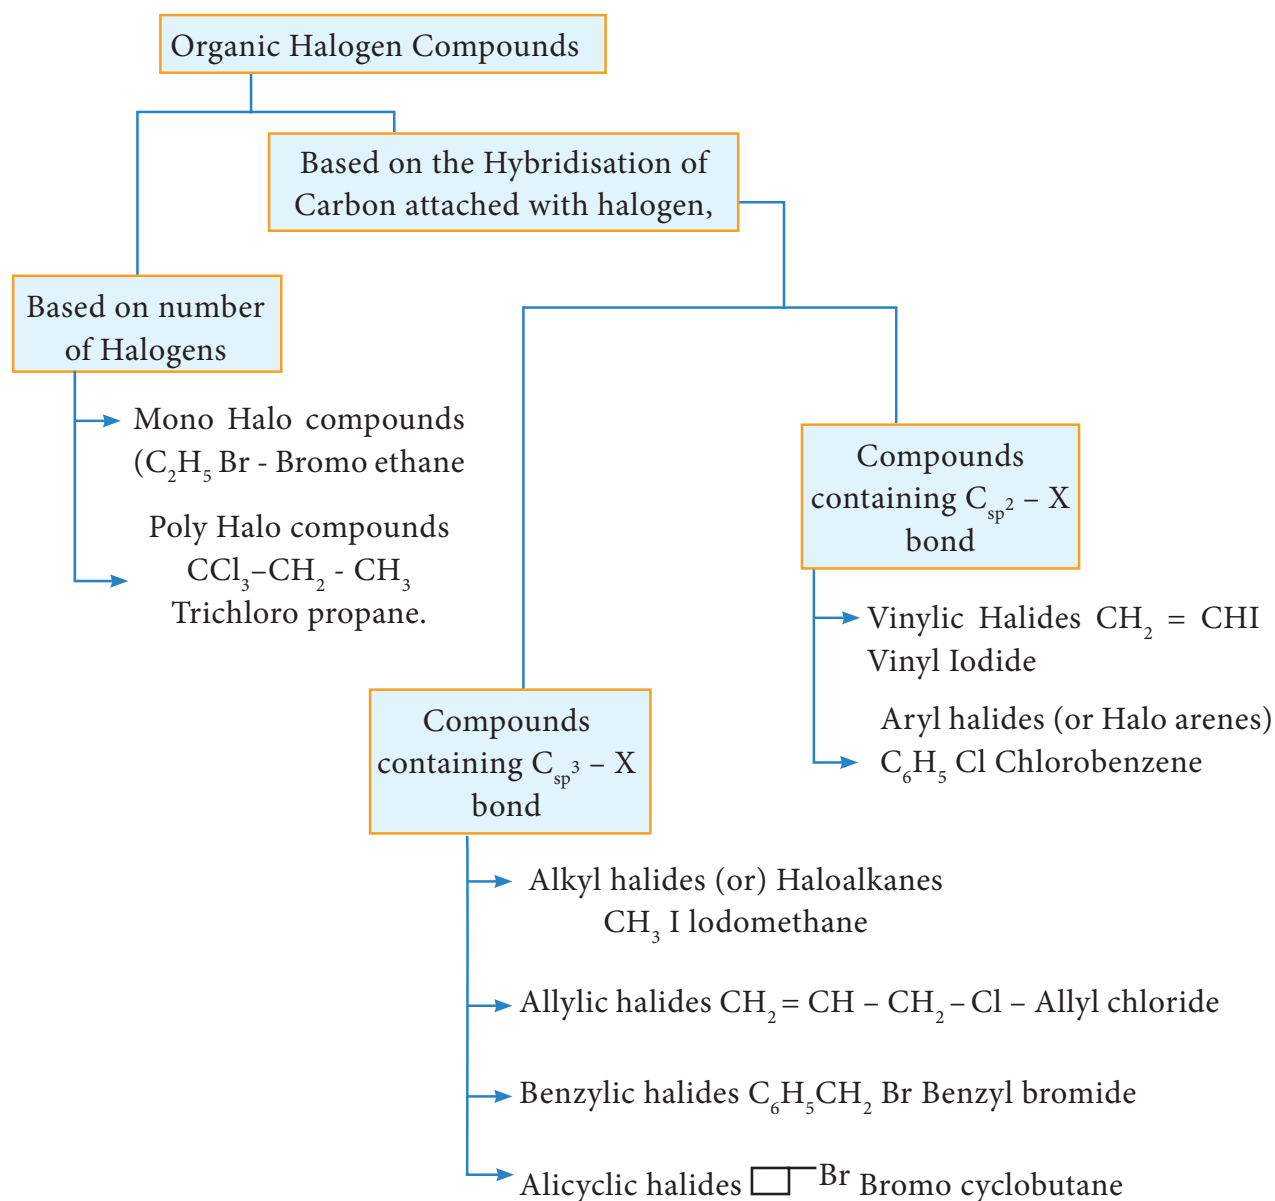 Organic Halogen Compounds
Based on the Hybridisation of
Carbon attached with halogen,
Based on number
of Halogens
Mono Halo compounds
(C₂H₅ Br - Bromo ethane
Poly Halo compounds
CCl₃–CH₂ - CH₃
Trichloro propane.
Compounds
containing Cₛₚ² – X
bond
Vinylic Halides CH₂ = CHI
Vinyl Iodide
Aryl halides (or Halo arenes)
C₆H₅ Cl Chlorobenzene
Compounds
containing Cₛₚ³ – X
bond
Alkyl halides (or) Haloalkanes
CH₃ I lodomethane
Allylic halides CH₂ = CH – CH₂ – Cl – Allyl chloride
Benzylic halides C₆H₅CH₂ Br Benzyl bromide
Alicyclic halides Br Bromo cyclobutane